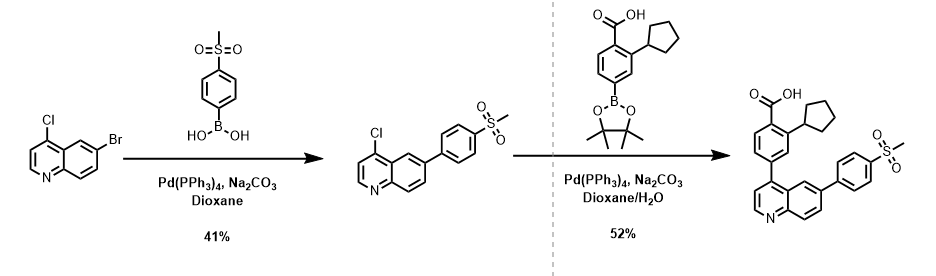 Cl
Br
N
O=S=O
B
HO
OH
Pd(PPh₃)₄, Na₂CO₃
Dioxane
41%
Cl
N
O
S
O
O
OH
B
O
O
Pd(PPh₃)₄, Na₂CO₃
Dioxane/H₂O
52%
O
OH
O
S
O
N